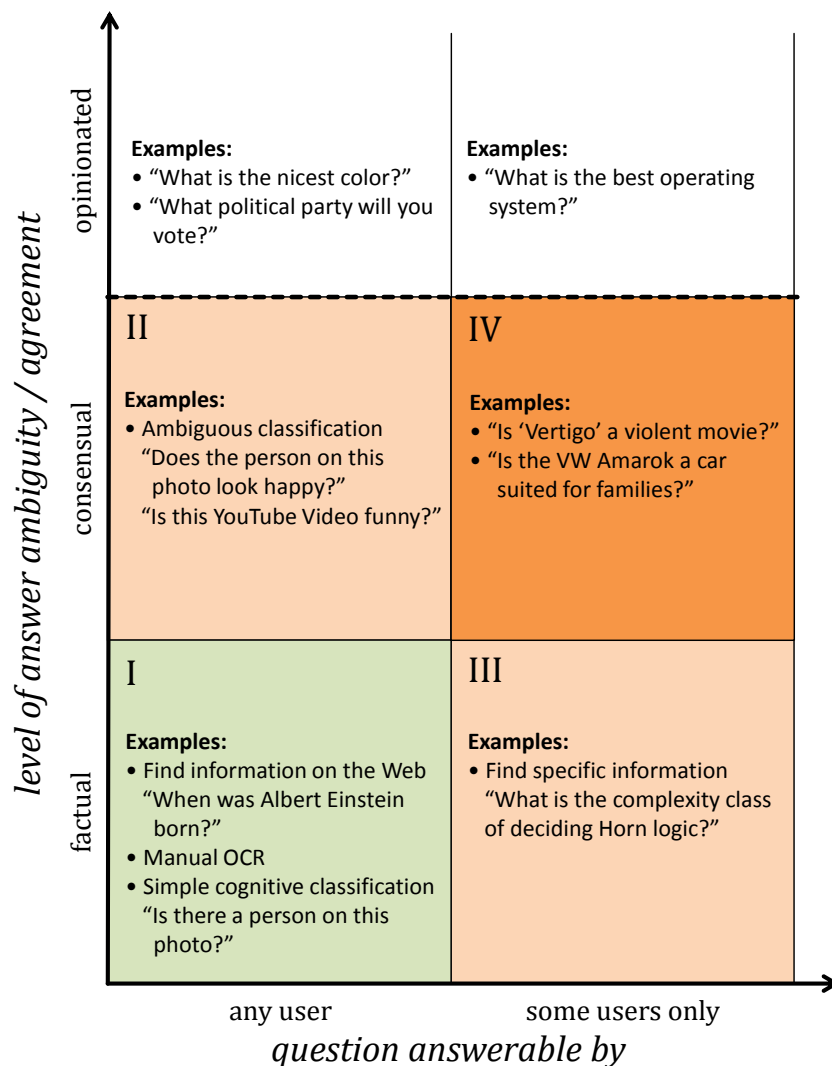 level of answer ambiguity / agreement
opinionated
Examples:
• “What is the nicest color?”
• “What political party will you
vote?”
Examples:
• “What is the best operating
system?”
consensual
II
Examples:
• Ambiguous classification
“Does the person on this
photo look happy?”
“Is this YouTube Video funny?”
IV
Examples:
• “Is ‘Vertigo’ a violent movie?”
• “Is the VW Amarok a car
suited for families?”
factual
I
Examples:
• Find information on the Web
“When was Albert Einstein
born?”
• Manual OCR
• Simple cognitive classification
“Is there a person on this
photo?”
III
Examples:
• Find specific information
“What is the complexity class
of deciding Horn logic?”
any user
some users only
question answerable by